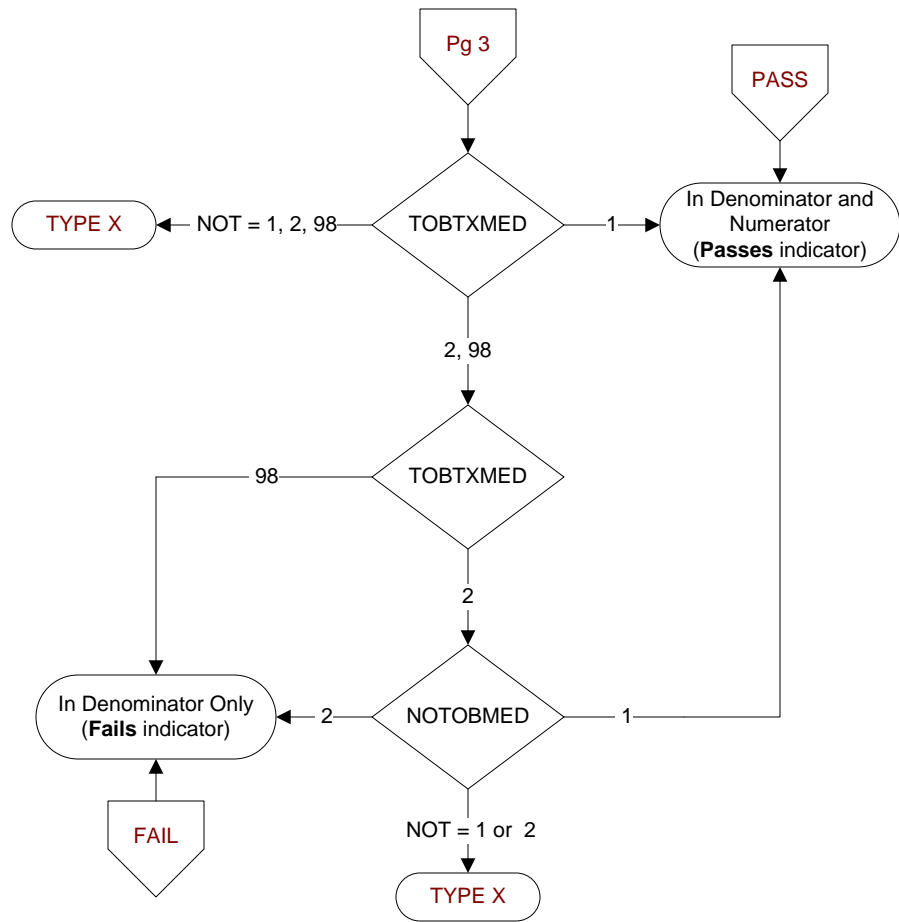 Pg 3
PASS
TYPE X
NOT = 1, 2, 98
TOBTXMED
1
In Denominator and
Numerator
(Passes indicator)
2, 98
TOBTXMED
98
2
In Denominator Only
(Fails indicator)
2
NOTOBMED
1
FAIL
NOT = 1 or 2
TYPE X